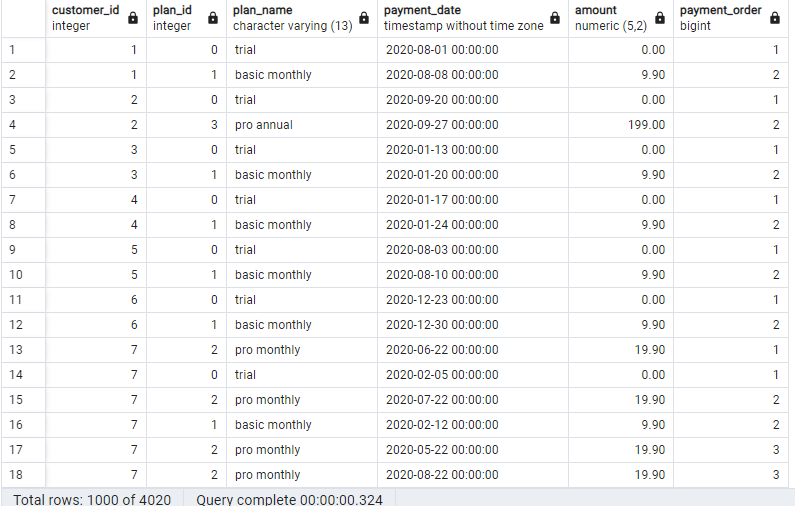 customer_id plan_id plan_name payment_date amount payment_order
integer integer character varying (13) timestamp without time zone numeric (5,2) bigint
1 1 0 trial 2020-08-01 00:00:00 0.00 1
2 1 1 basic monthly 2020-08-08 00:00:00 9.90 2
3 2 0 trial 2020-09-20 00:00:00 0.00 1
4 2 3 pro annual 2020-09-27 00:00:00 199.00 2
5 3 0 trial 2020-01-13 00:00:00 0.00 1
6 3 1 basic monthly 2020-01-20 00:00:00 9.90 2
7 4 0 trial 2020-01-17 00:00:00 0.00 1
8 4 1 basic monthly 2020-01-24 00:00:00 9.90 2
9 5 0 trial 2020-08-03 00:00:00 0.00 1
10 5 1 basic monthly 2020-08-10 00:00:00 9.90 2
11 6 0 trial 2020-12-23 00:00:00 0.00 1
12 6 1 basic monthly 2020-12-30 00:00:00 9.90 2
13 7 2 pro monthly 2020-06-22 00:00:00 19.90 1
14 7 0 trial 2020-02-05 00:00:00 0.00 1
15 7 2 pro monthly 2020-07-22 00:00:00 19.90 2
16 7 1 basic monthly 2020-02-12 00:00:00 9.90 2
17 7 2 pro monthly 2020-05-22 00:00:00 19.90 3
18 7 2 pro monthly 2020-08-22 00:00:00 19.90 3
Total rows: 1000 of 4020 Query complete 00:00:00.324